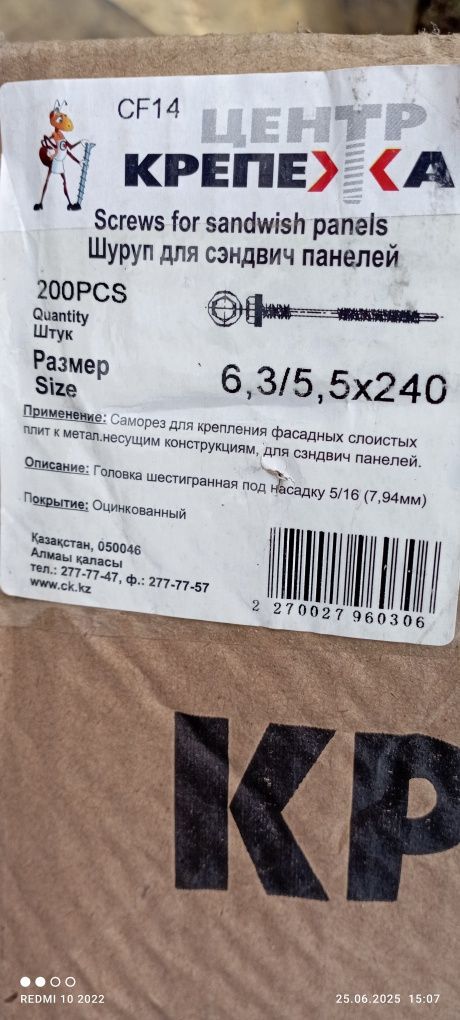 CF14
ЦЕНТР
КРЕПЕЖКА
Screws for sandwish panels
Шуруп для сэндвич панелей
200PCS
Quantity
Штук
Размер
Size
6,3/5,5x240
Применение: Саморез для крепления фасадных слоистых
плит к метал.несущим конструкциям, для сэндвич панелей.
Описание: Головка шестигранная под насадку 5/16 (7,94мм)
Покрытие: Оцинкованный
Қазақстан, 050046
Алмаы қаласы
тел.: 277-77-47, ф.: 277-77-57
www.ck.kz
2 270027 960306
КР
REDMI 10 2022
25.06.2025 15:07